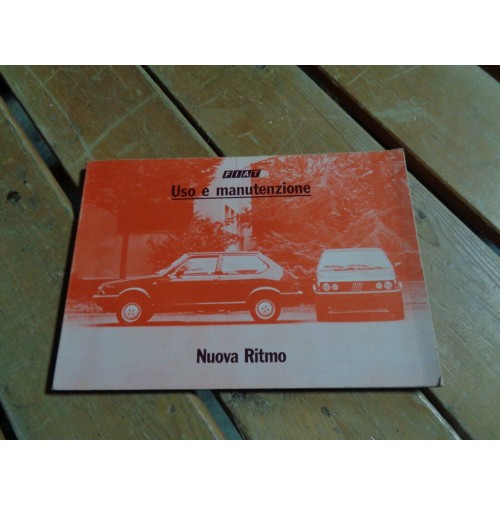 FIAT
Uso e manutenzione
Nuova Ritmo